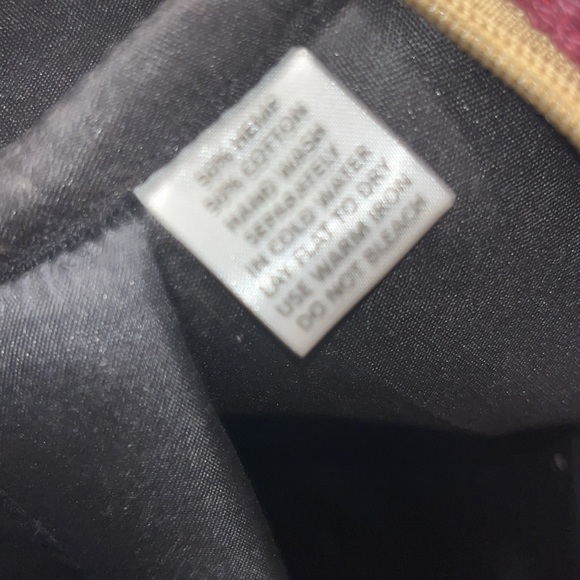 50% HEMP
50% COTTON
HAND WASH
SEPARATELY
IN COLD WATER
LAY FLAT TO DRY
USE WARM IRON
DO NOT BLEACH